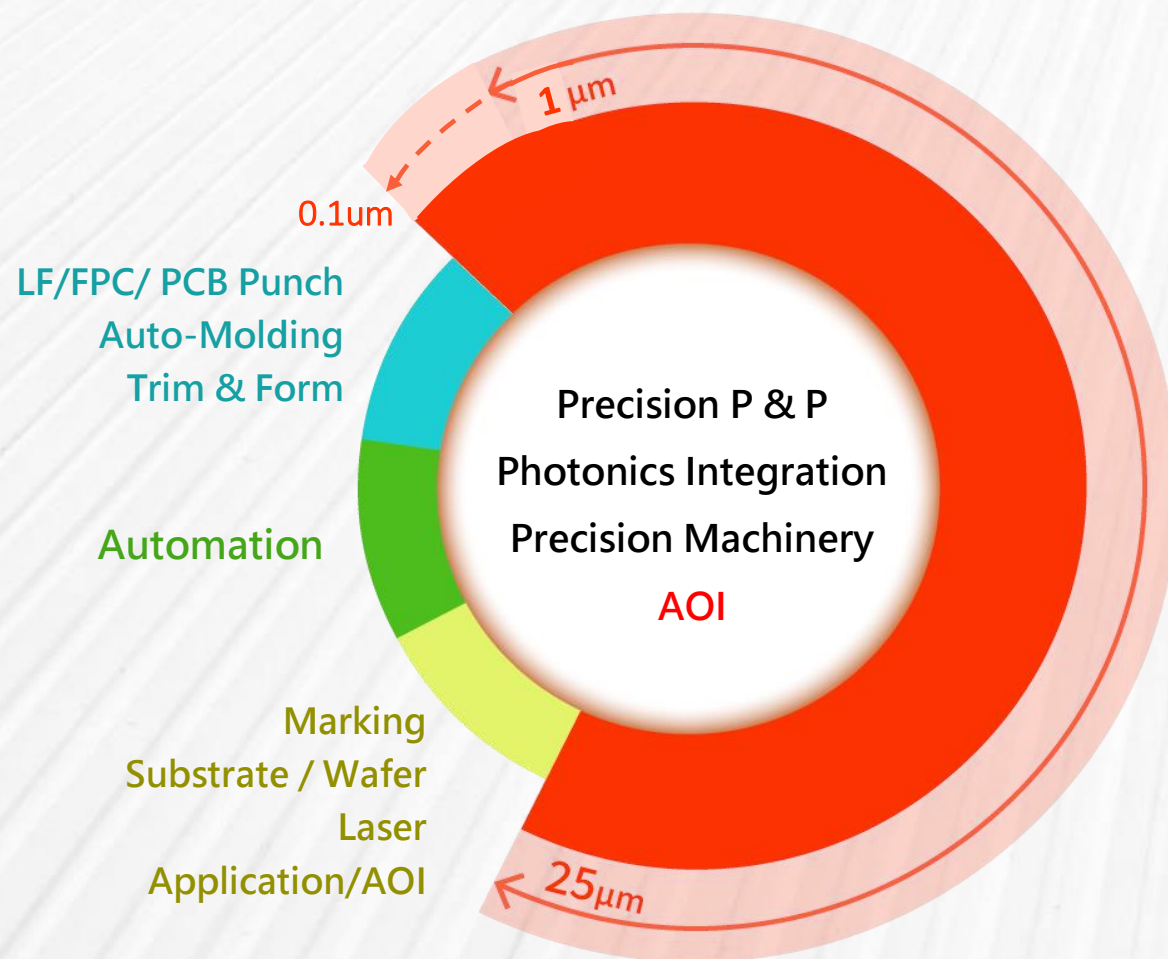 1 μm
0.1um
LF/FPC/ PCB Punch
Auto-Molding
Trim & Form
Precision P & P
Photonics Integration
Precision Machinery
AOI
Automation
Marking
Substrate / Wafer
Laser
Application/AOI
25μm